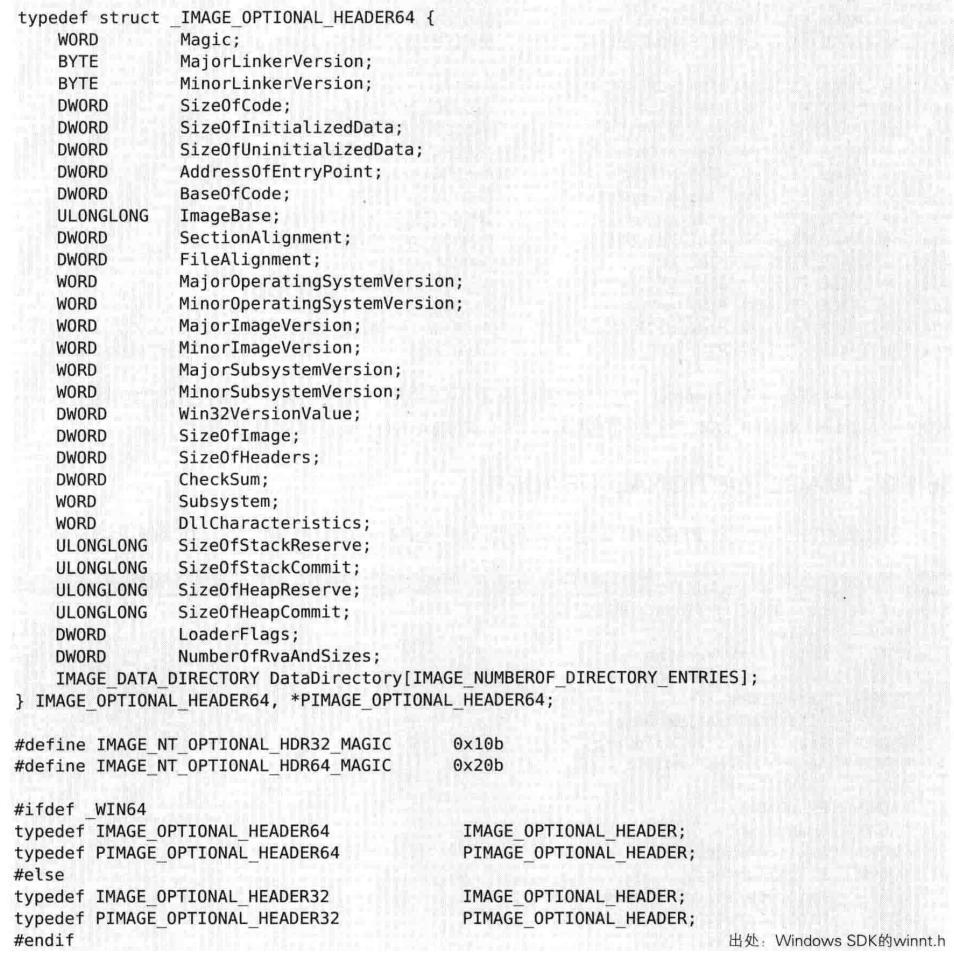 typedef struct _IMAGE_OPTIONAL_HEADER64 {
    WORD        Magic;
    BYTE        MajorLinkerVersion;
    BYTE        MinorLinkerVersion;
    DWORD       SizeOfCode;
    DWORD       SizeOfInitializedData;
    DWORD       SizeOfUninitializedData;
    DWORD       AddressOfEntryPoint;
    DWORD       BaseOfCode;
    ULONGLONG   ImageBase;
    DWORD       SectionAlignment;
    DWORD       FileAlignment;
    WORD        MajorOperatingSystemVersion;
    WORD        MinorOperatingSystemVersion;
    WORD        MajorImageVersion;
    WORD        MinorImageVersion;
    WORD        MajorSubsystemVersion;
    WORD        MinorSubsystemVersion;
    DWORD       Win32VersionValue;
    DWORD       SizeOfImage;
    DWORD       SizeOfHeaders;
    DWORD       CheckSum;
    WORD        Subsystem;
    WORD        DllCharacteristics;
    ULONGLONG   SizeOfStackReserve;
    ULONGLONG   SizeOfStackCommit;
    ULONGLONG   SizeOfHeapReserve;
    ULONGLONG   SizeOfHeapCommit;
    DWORD       LoaderFlags;
    DWORD       NumberOfRvaAndSizes;
    IMAGE_DATA_DIRECTORY DataDirectory[IMAGE_NUMBEROF_DIRECTORY_ENTRIES];
} IMAGE_OPTIONAL_HEADER64, *PIMAGE_OPTIONAL_HEADER64;
#define IMAGE_NT_OPTIONAL_HDR32_MAGIC      0x10b
#define IMAGE_NT_OPTIONAL_HDR64_MAGIC      0x20b
#ifdef _WIN64
typedef IMAGE_OPTIONAL_HEADER64             IMAGE_OPTIONAL_HEADER;
typedef PIMAGE_OPTIONAL_HEADER64            PIMAGE_OPTIONAL_HEADER;
#else
typedef IMAGE_OPTIONAL_HEADER32             IMAGE_OPTIONAL_HEADER;
typedef PIMAGE_OPTIONAL_HEADER32            PIMAGE_OPTIONAL_HEADER;
#endif
出处：Windows SDK的winnt.h